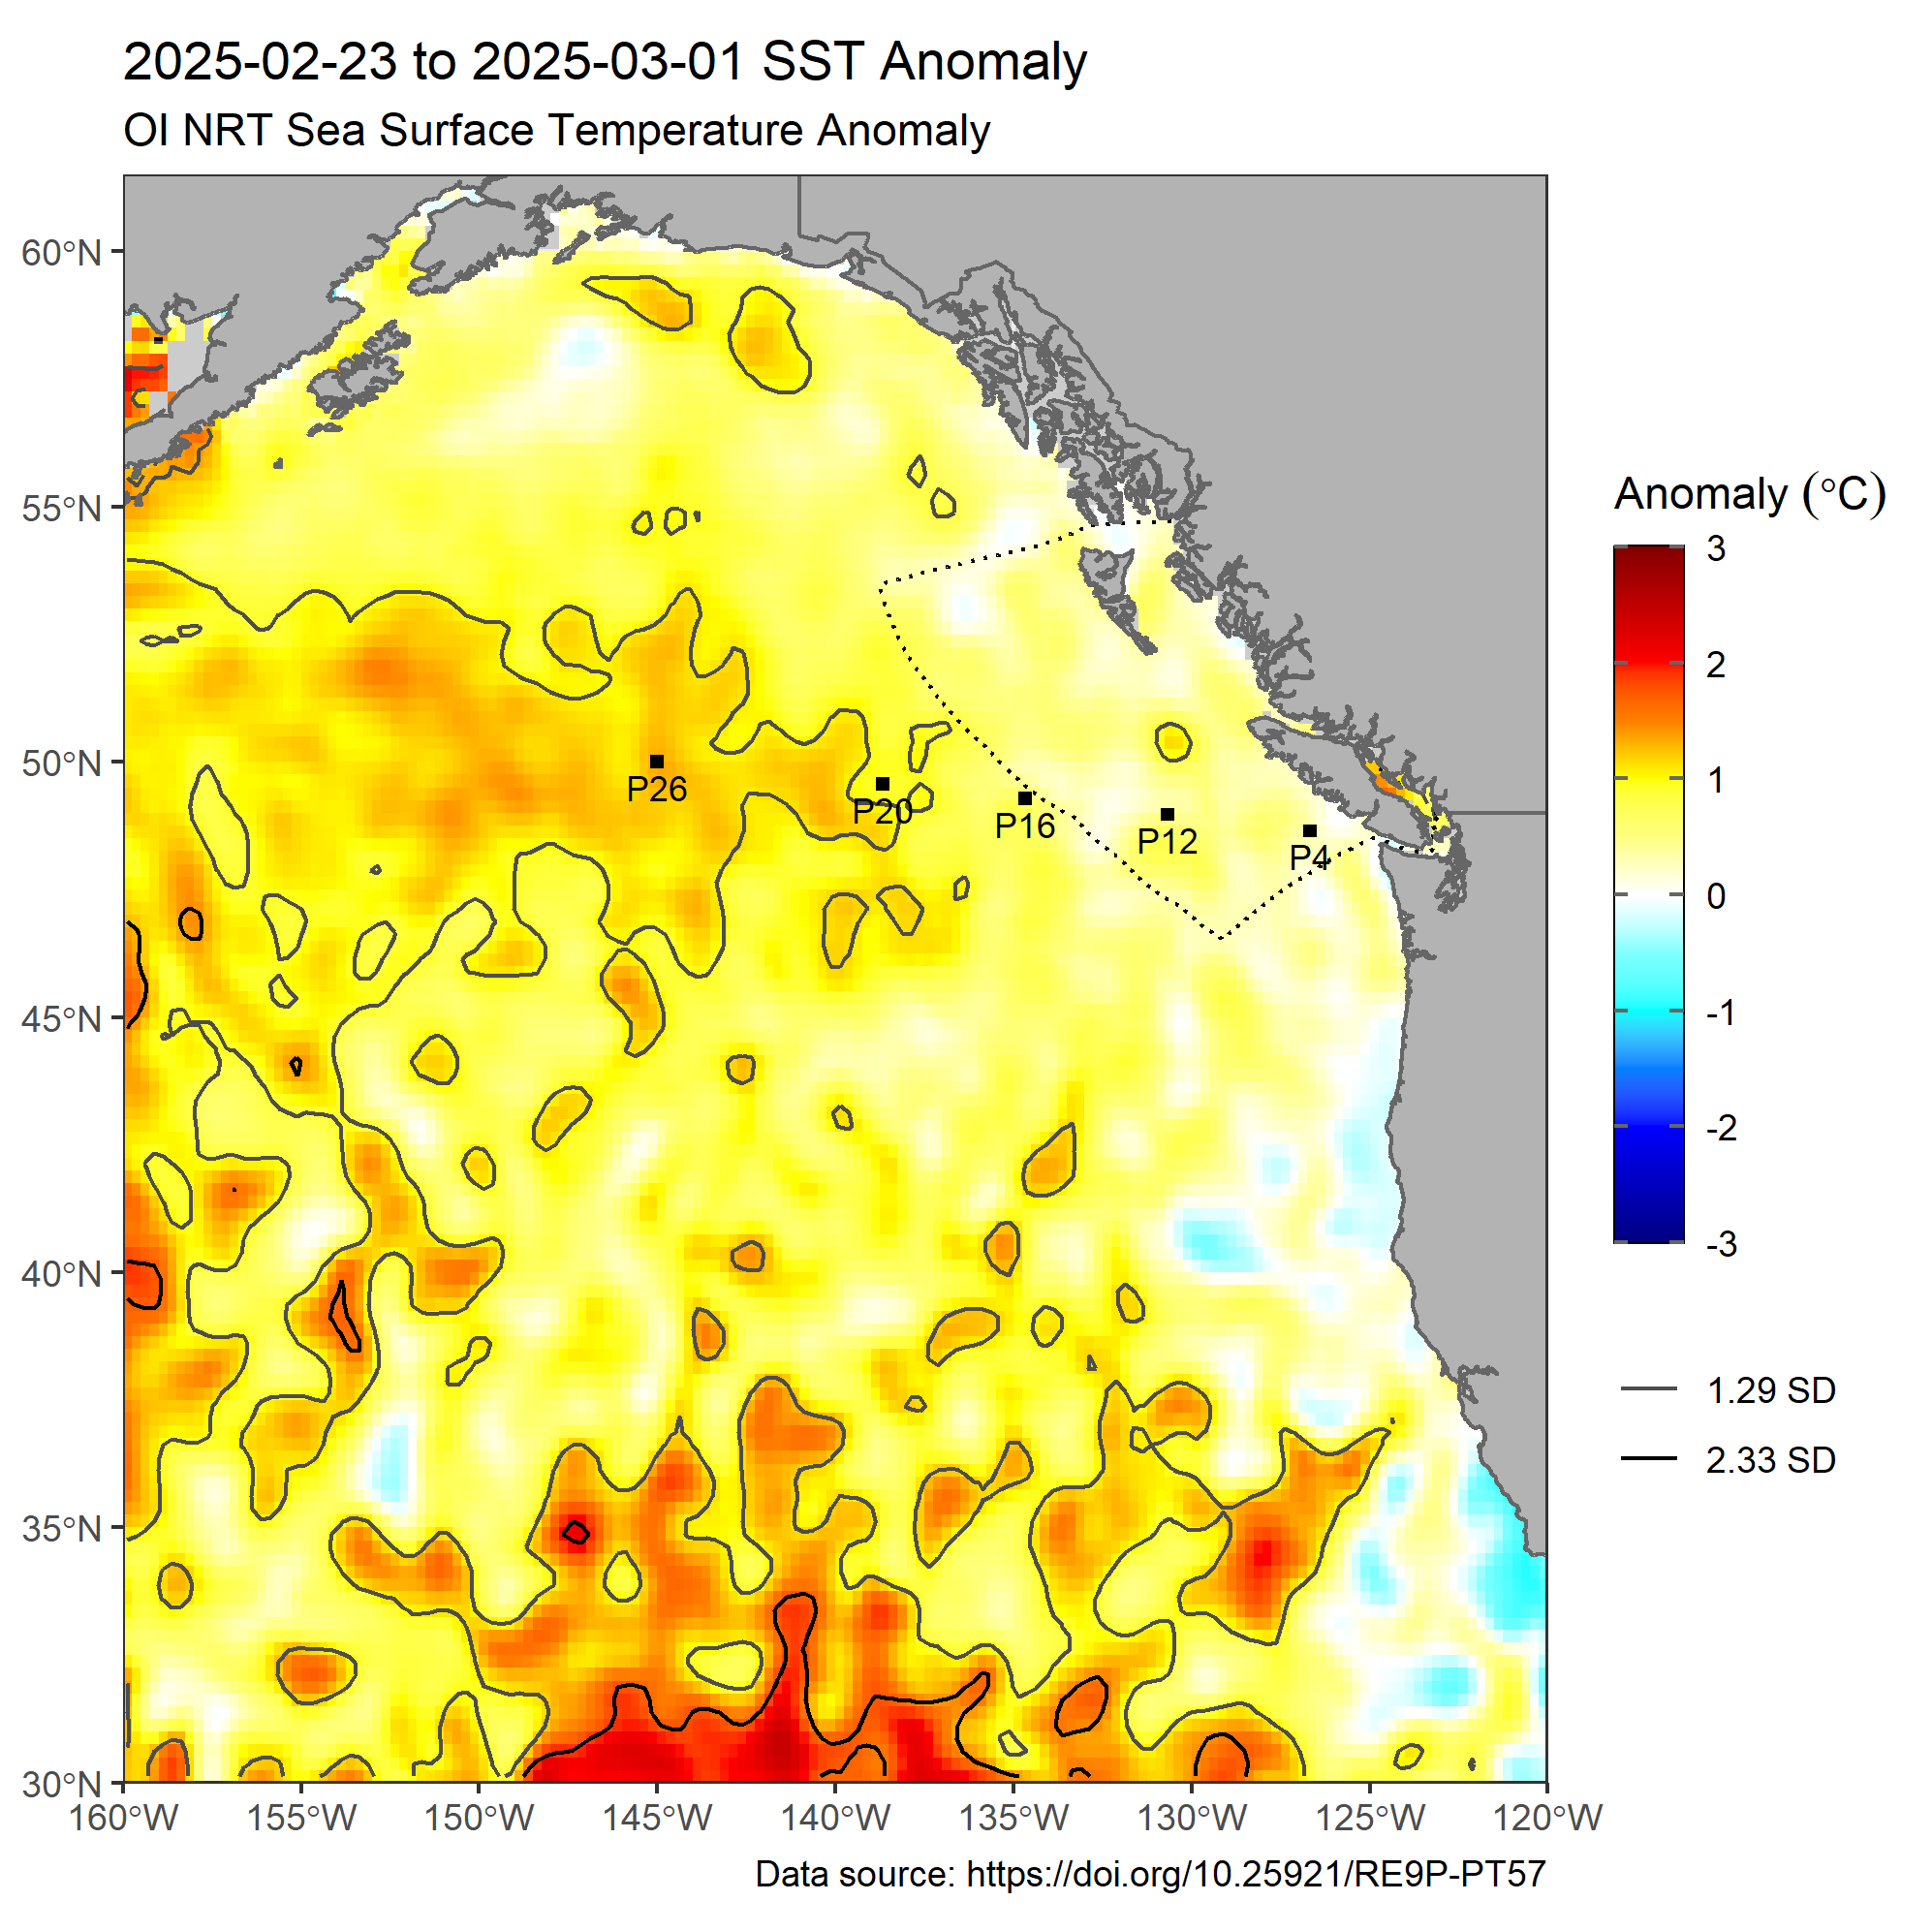 2025-02-23 to 2025-03-01 SST Anomaly
OI NRT Sea Surface Temperature Anomaly
60°N
55°N
50°N
45°N
40°N
35°N
30°N
P26
P20
P16
P12
P4
160°W 155°W 150°W 145°W 140°W 135°W 130°W 125°W 120°W
Anomaly (°C)
3
2
1
0
-1
-2
-3
1.29 SD
2.33 SD
Data source: https://doi.org/10.25921/RE9P-PT57